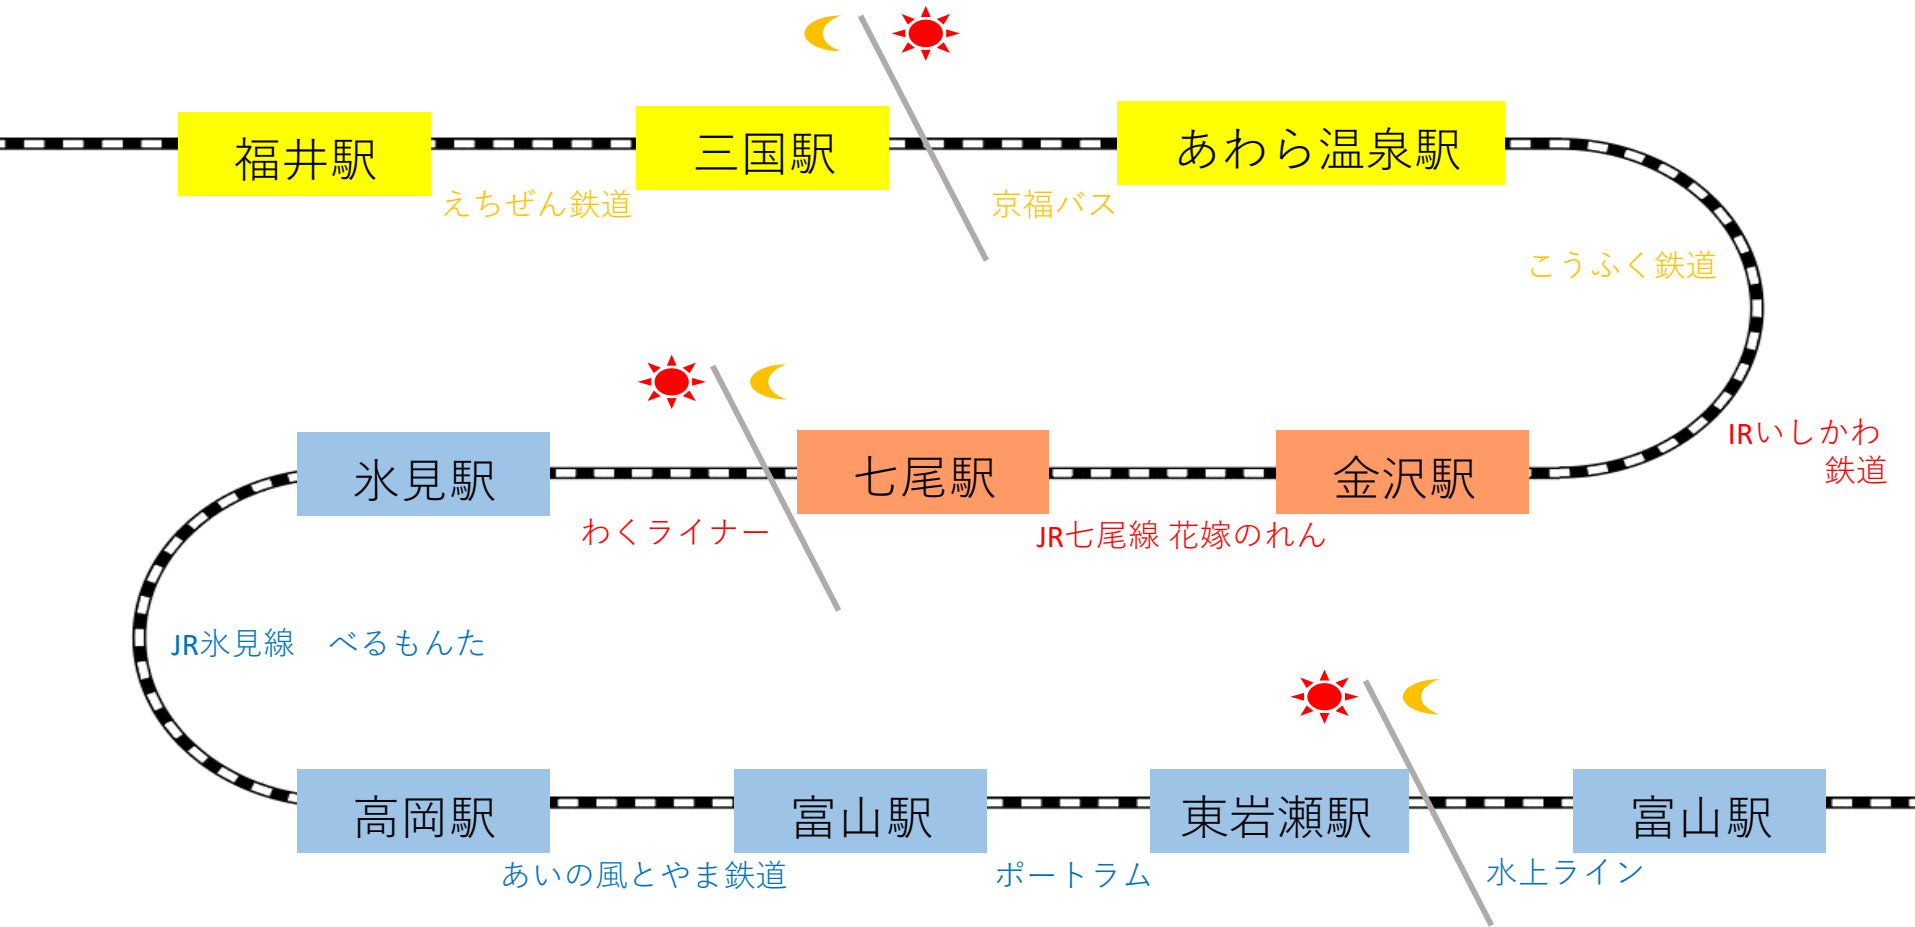 福井駅
三国駅
あわら温泉駅
えちぜん鉄道
京福バス
こうふく鉄道
IRいしかわ
鉄道
氷見駅
七尾駅
金沢駅
わくライナー
JR七尾線 花嫁のれん
JR氷見線　べるもんた
高岡駅
富山駅
東岩瀬駅
富山駅
あいの風とやま鉄道
ポートラム
水上ライン